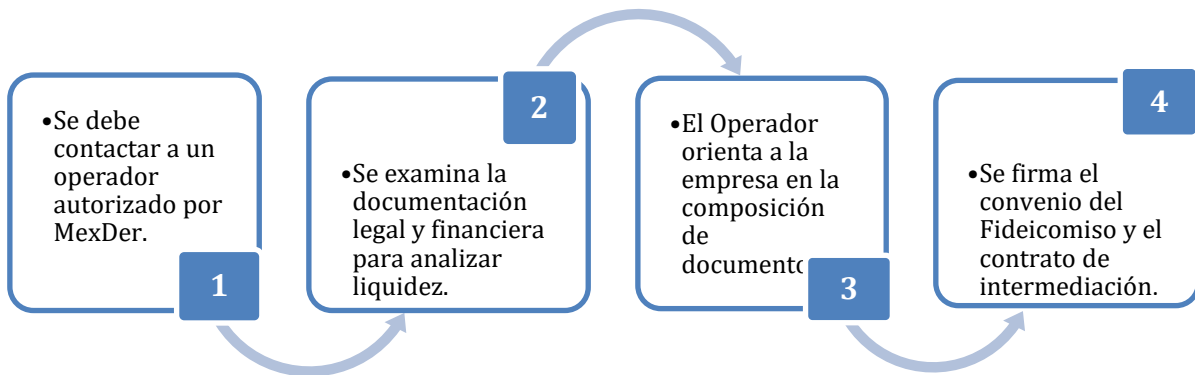 •Se debe
contactar a un
operador
autorizado por
MexDer.
1
2
•Se examina la
documentación
legal y financiera
para analizar
liquidez.
•El Operador
orienta a la
empresa en la
composición
de
documento
3
4
•Se firma el
convenio del
Fideicomiso y el
contrato de
intermediación.